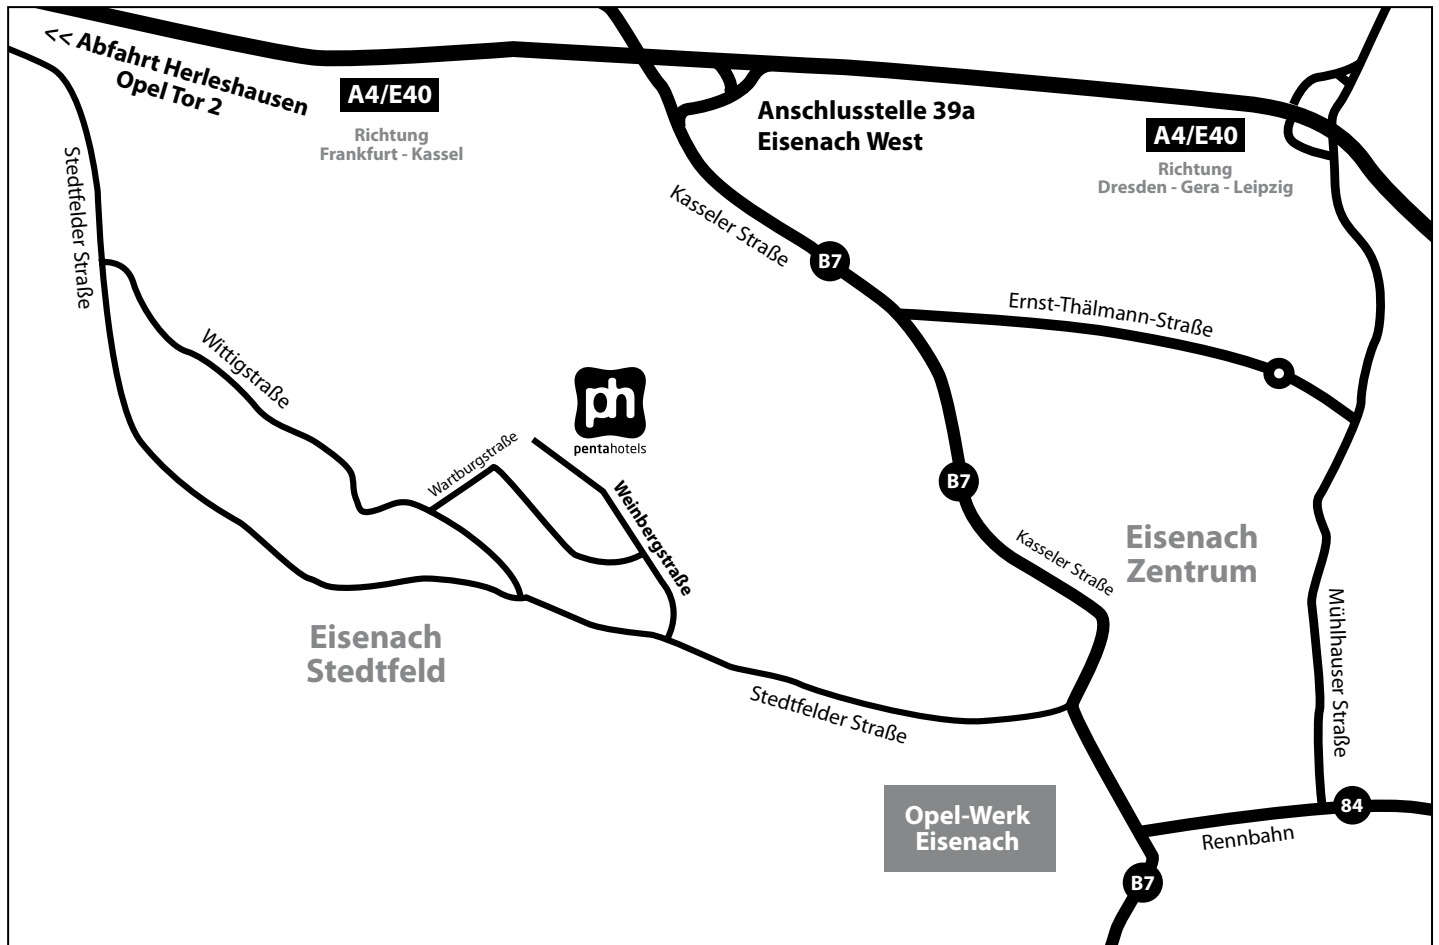 << Abfahrt Herleshausen
Opel Tor 2
A4/E40
Richtung
Frankfurt - Kassel
Anschlusstelle 39a
Eisenach West
A4/E40
Richtung
Dresden - Gera - Leipzig
Stedtfelder Straße
Kasseler Straße
B7
Ernst-Thälmann-Straße
Wittigstraße
ph
pentahotels
Wartburgstraße
Weinbergstraße
B7
Kasseler Straße
Eisenach
Zentrum
Mühlhauser Straße
Eisenach
Stedtfeld
Stedtfelder Straße
Opel-Werk
Eisenach
84
Rennbahn
B7